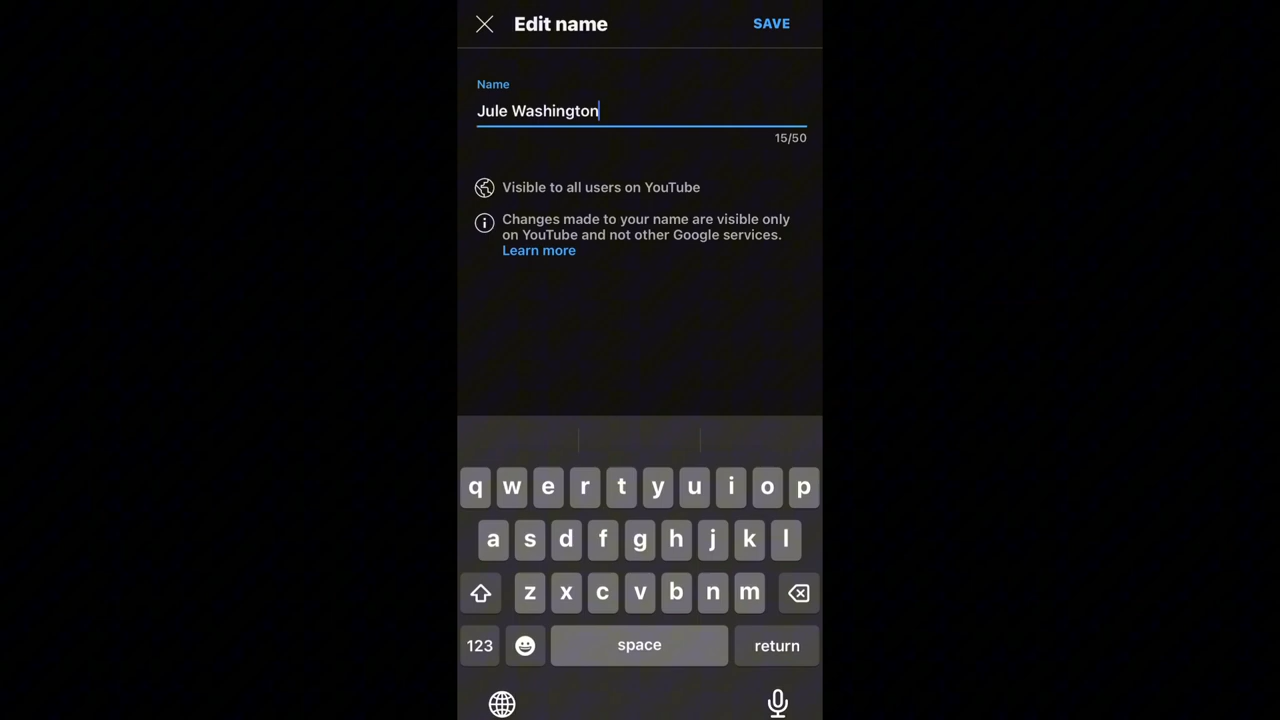 Edit name
SAVE
Name
Jule Washington
15/50
Visible to all users on YouTube
Changes made to your name are visible only
on YouTube and not other Google services.
Learn more
q w e r t y u i o p
a s d f g h j k l
z x c v b n m
123 space return